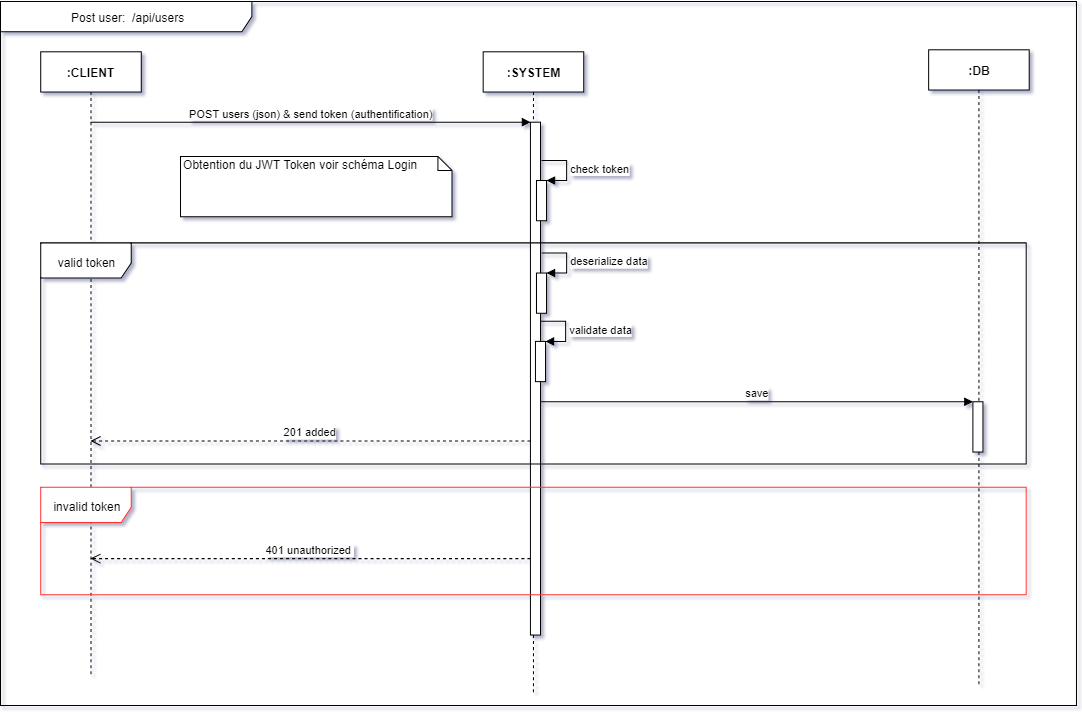 Post user: /api/users
:CLIENT
:SYSTEM
:DB
POST users (json) & send token (authentification)
Obtention du JWT Token voir schéma Login
check token
valid token
deserialize data
validate data
save
201 added
invalid token
401 unauthorized